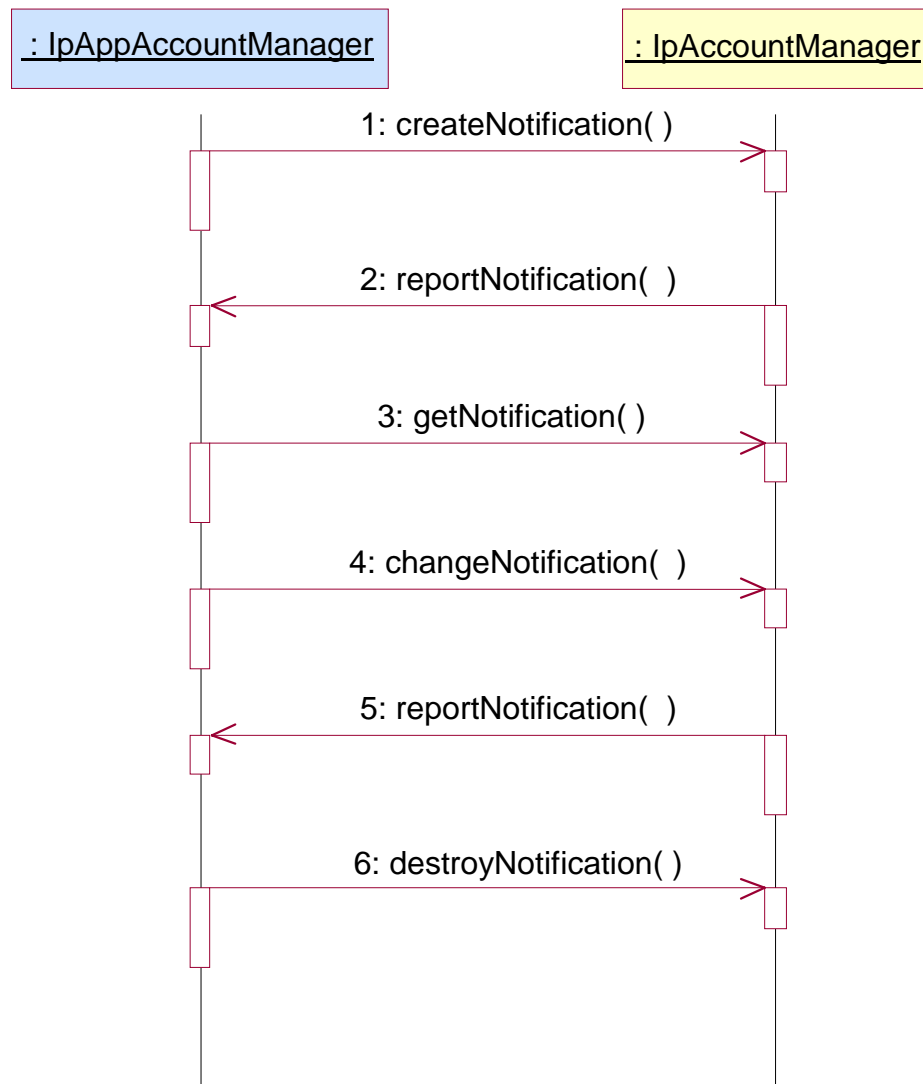 : IpAppAccountManager
: IpAccountManager
1: createNotification( )
2: reportNotification(  )
3: getNotification( )
4: changeNotification(  )
5: reportNotification(  )
6: destroyNotification( )